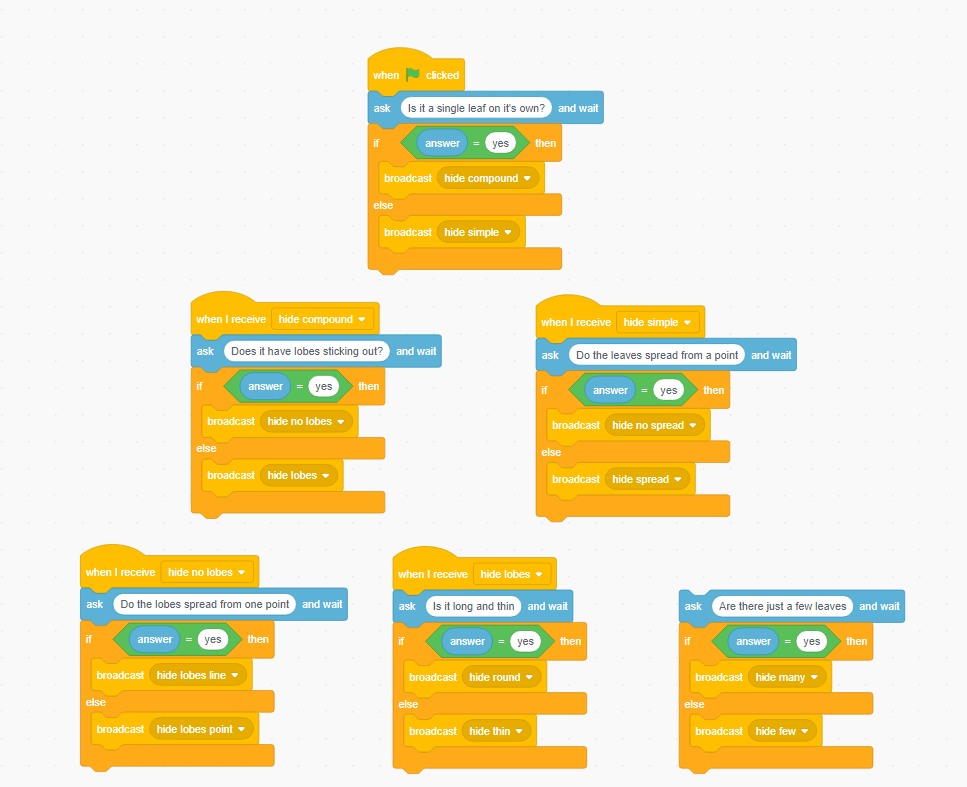 when clicked
ask Is it a single leaf on it's own? and wait
if answer = yes then
broadcast hide compound
else
broadcast hide simple
when I receive hide compound
ask Does it have lobes sticking out? and wait
if answer = yes then
broadcast hide no lobes
else
broadcast hide lobes
when I receive hide simple
ask Do the leaves spread from a point and wait
if answer = yes then
broadcast hide no spread
else
broadcast hide spread
when I receive hide no lobes
ask Do the lobes spread from one point and wait
if answer = yes then
broadcast hide lobes line
else
broadcast hide lobes point
when I receive hide lobes
ask Is it long and thin and wait
if answer = yes then
broadcast hide round
else
broadcast hide thin
ask Are there just a few leaves and wait
if answer = yes then
broadcast hide many
else
broadcast hide few